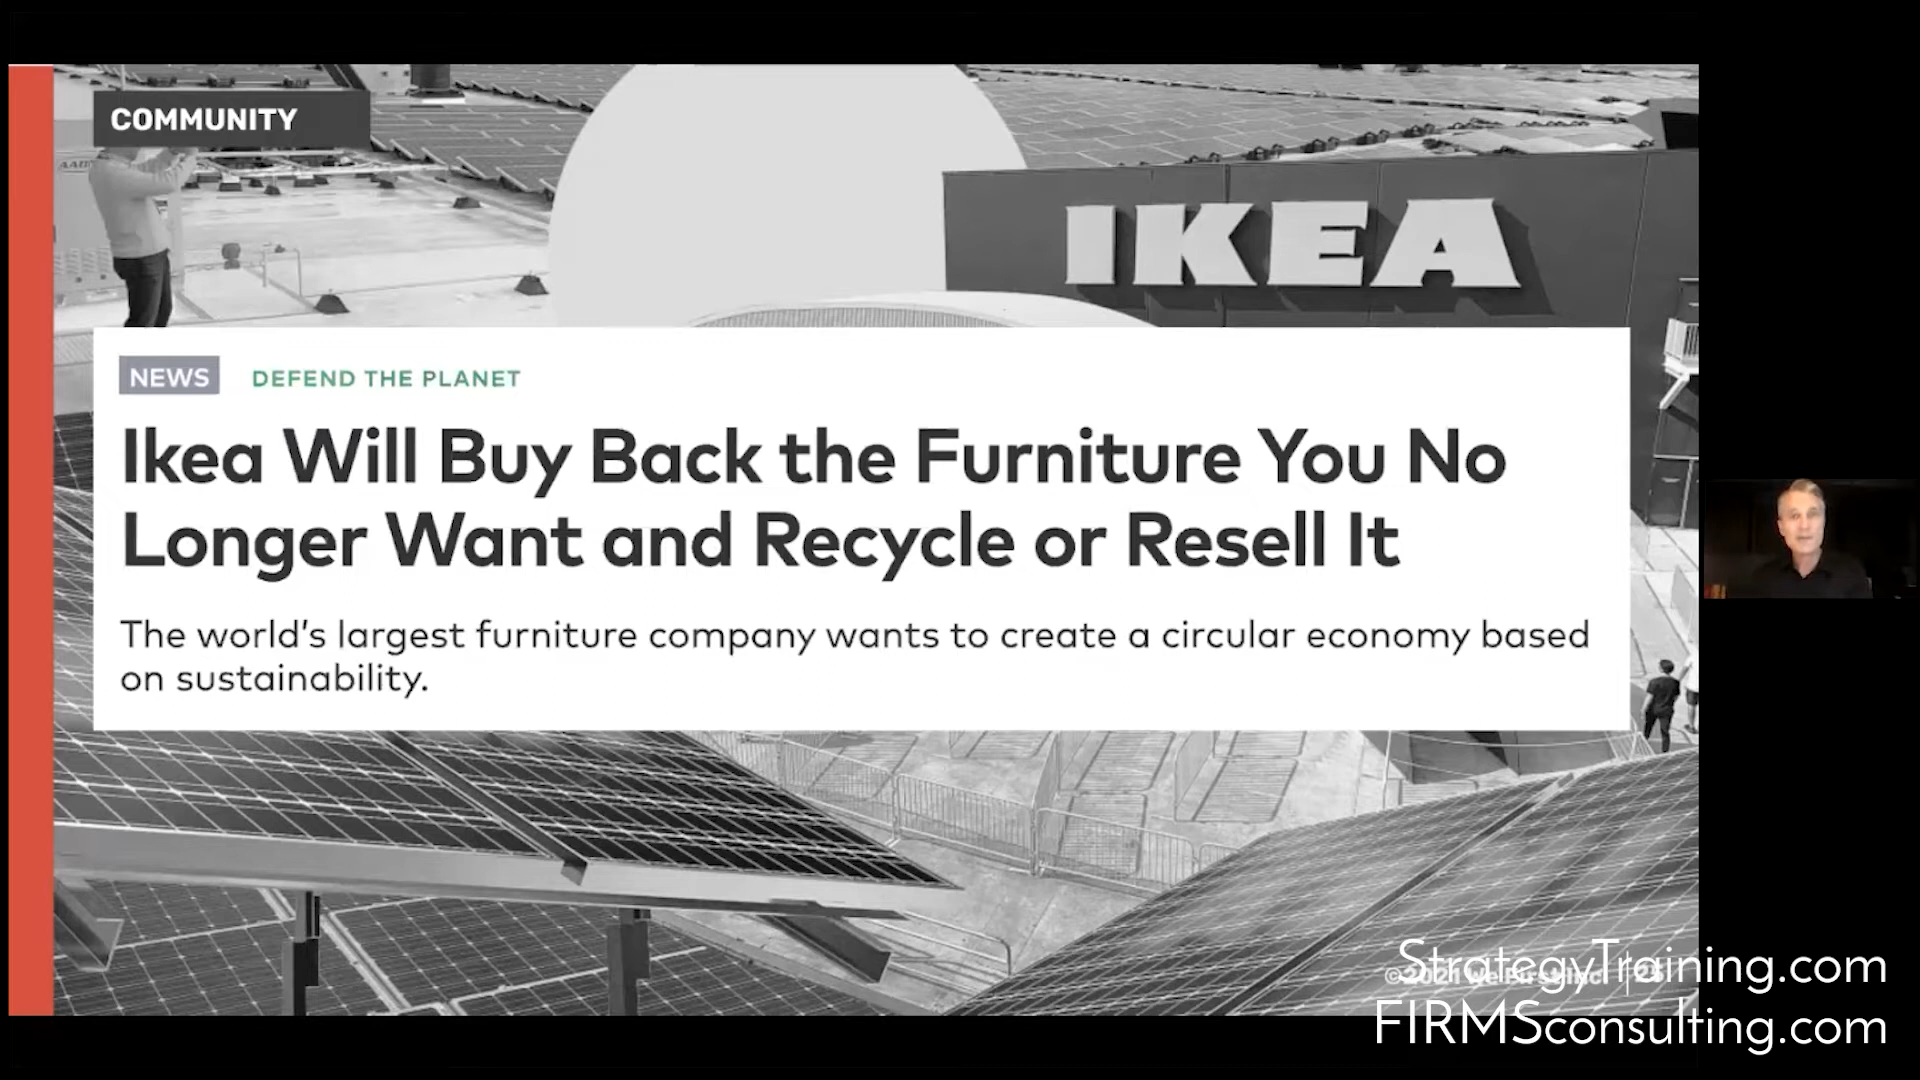 COMMUNITY
IKEA
NEWS DEFEND THE PLANET
Ikea Will Buy Back the Furniture You No
Longer Want and Recycle or Resell It
The world's largest furniture company wants to create a circular economy based
on sustainability.
StrategyTraining.com
FIRMSconsulting.com